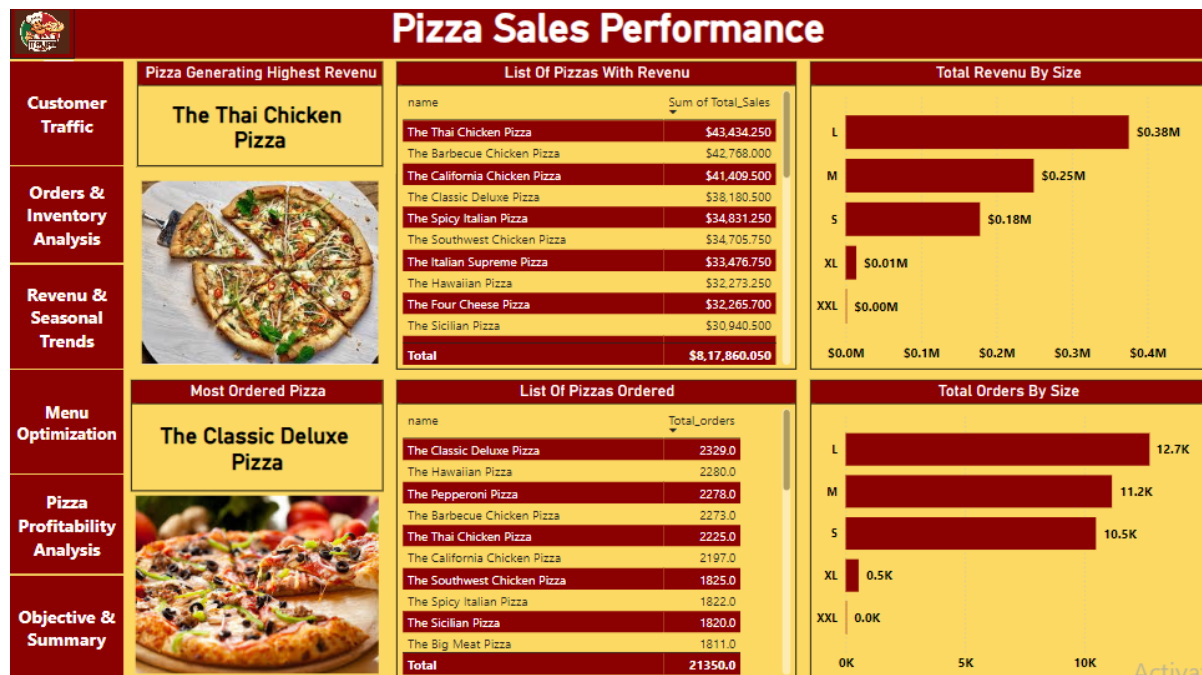 Pizza Sales Performance
Customer
Traffic
Orders &
Inventory
Analysis
Revenu &
Seasonal
Trends
Menu
Optimization
Pizza
Profitability
Analysis
Objective &
Summary
Pizza Generating Highest Revenu
The Thai Chicken
Pizza
List Of Pizzas With Revenu
name Sum of Total_Sales
The Thai Chicken Pizza $43,434.250
The Barbecue Chicken Pizza $42,768.000
The California Chicken Pizza $41,409.500
The Classic Deluxe Pizza $38,180.500
The Spicy Italian Pizza $34,831.250
The Southwest Chicken Pizza $34,705.750
The Italian Supreme Pizza $33,476.750
The Hawaiian Pizza $32,273.250
The Four Cheese Pizza $32,265.700
The Sicilian Pizza $30,940.500
Total $8,17,860.050
Total Revenu By Size
L $0.38M
M $0.25M
S $0.18M
XL $0.01M
XXL $0.00M
$0.0M $0.1M $0.2M $0.3M $0.4M
Most Ordered Pizza
The Classic Deluxe
Pizza
List Of Pizzas Ordered
name Total_orders
The Classic Deluxe Pizza 2329.0
The Hawaiian Pizza 2280.0
The Pepperoni Pizza 2278.0
The Barbecue Chicken Pizza 2273.0
The Thai Chicken Pizza 2225.0
The California Chicken Pizza 2197.0
The Southwest Chicken Pizza 1825.0
The Spicy Italian Pizza 1822.0
The Sicilian Pizza 1820.0
The Big Meat Pizza 1811.0
Total 21350.0
Total Orders By Size
L 12.7K
M 11.2K
S 10.5K
XL 0.5K
XXL 0.0K
0K 5K 10K